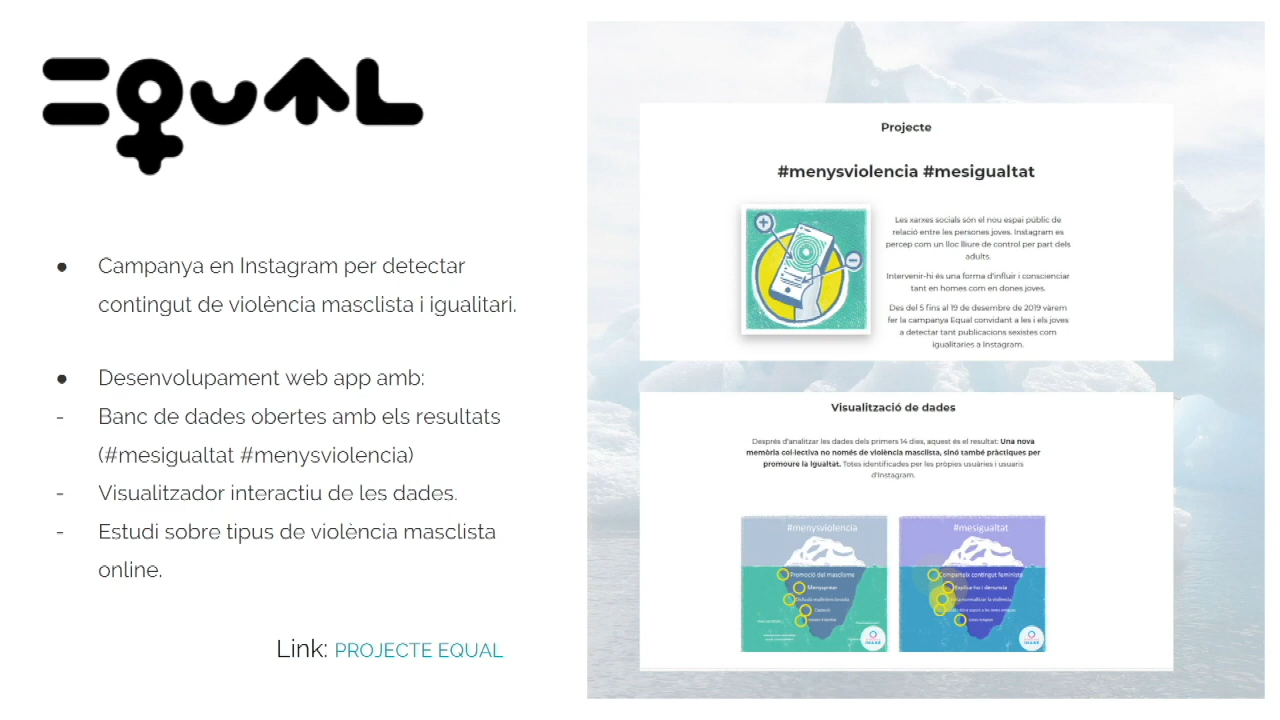 EQUAL
● Campanya en Instagram per detectar
contingut de violència masclista i igualitari.
● Desenvolupament web app amb:
- Banc de dades obertes amb els resultats
(#mesigualtat #menysviolencia)
- Visualitzador interactiu de les dades.
- Estudi sobre tipus de violència masclista
online.
Link: PROJECTE EQUAL
Projecte
#menysviolencia #mesigualtat
Les xarxes socials són el nou espai públic de
relació entre les persones joves. Instagram es
percep com un lloc lliure de control per part dels
adults.
Intervenir-hi és una forma d'influir i conscienciar
tant en homes com en dones joves.
Des del 5 fins al 19 de desembre de 2019 vàrem
fer la campanya Equal convidant a les i els joves
a detectar tant publicacions sexistes com
igualitaries a Instagram.
Visualització de dades
Després d'analitzar les dades dels primers 14 dies, aquest és el resultat: Una nova
memòria col·lectiva no només de violència masclista, sinó també pràctiques per
promoure la Igualtat. Totes identificades per les pròpies usuàries i usuaris
d'Instagram.
#menysviolencia
Promoció del masclisme
Menysprear
#mesigualtat
Comparteix contingut feminista
Explica-ho i denuncia